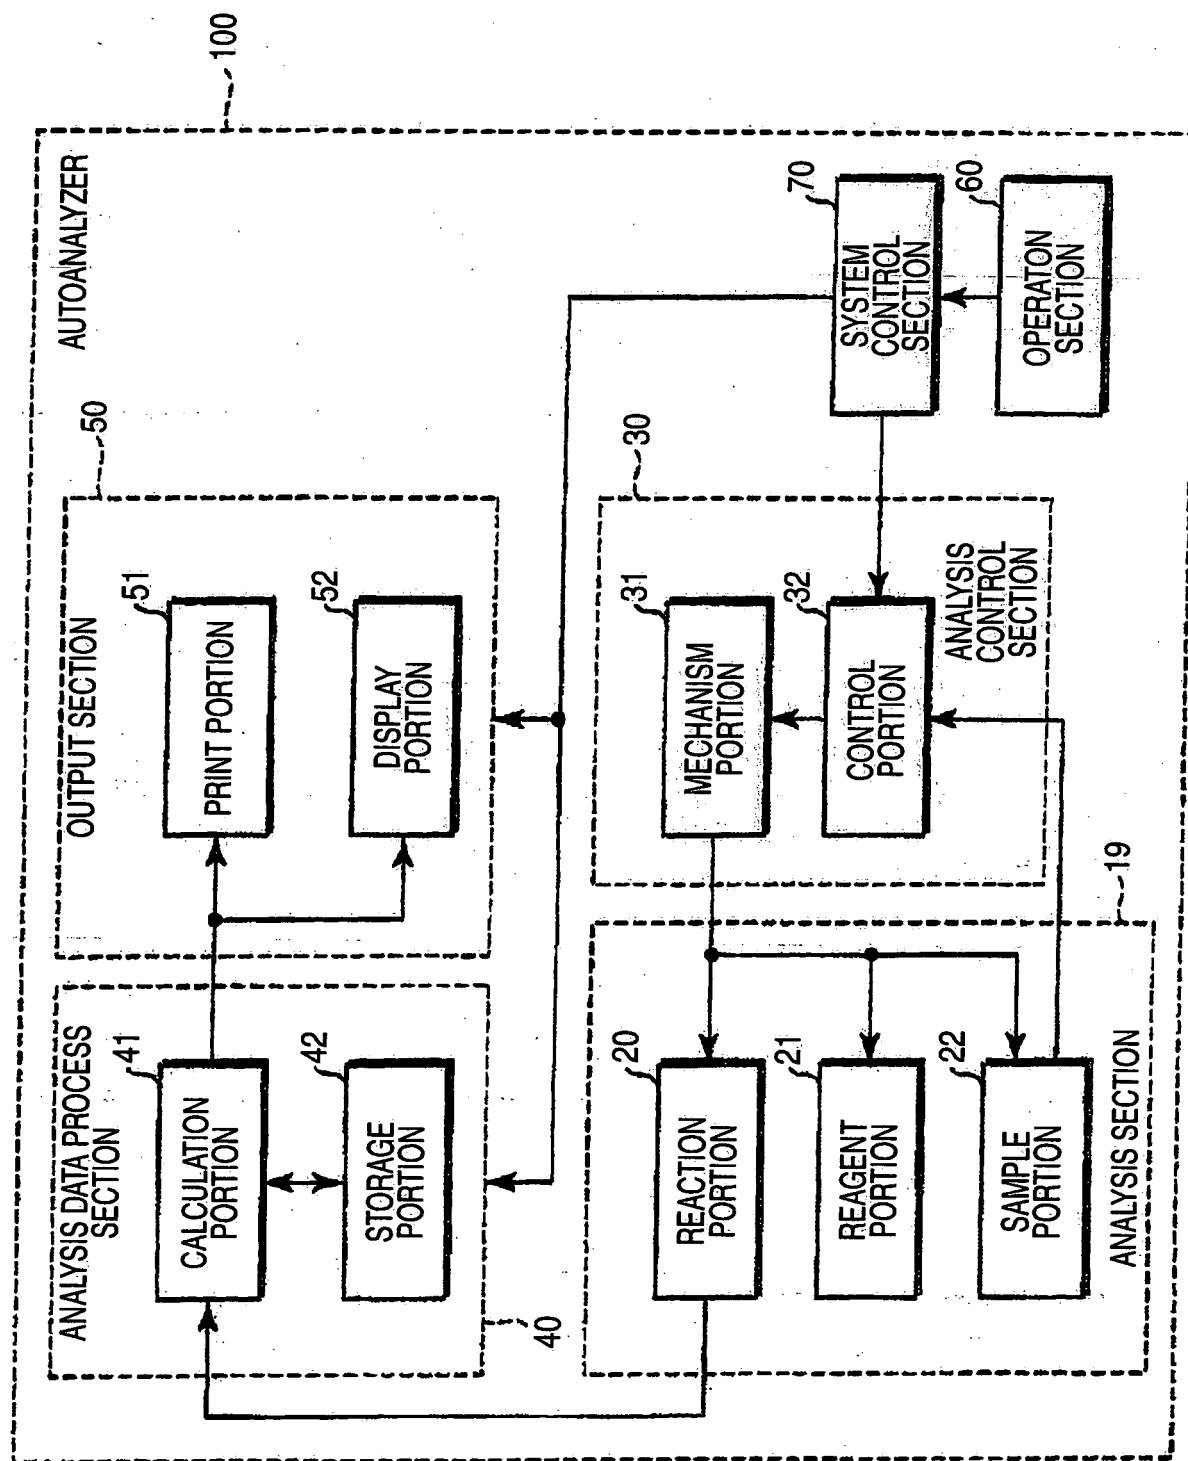 100
AUTOANALYZER
ANALYSIS DATA PROCESS
SECTION
41
CALCULATION
PORTION
42
STORAGE
PORTION
40
OUTPUT SECTION
50
51
PRINT PORTION
52
DISPLAY
PORTION
20
REACTION
PORTION
21
REAGENT
PORTION
22
SAMPLE
PORTION
ANALYSIS SECTION
19
30
31
MECHANISM
PORTION
32
CONTROL
PORTION
ANALYSIS
CONTROL
SECTION
70
SYSTEM
CONTROL
SECTION
60
OPERATON
SECTION